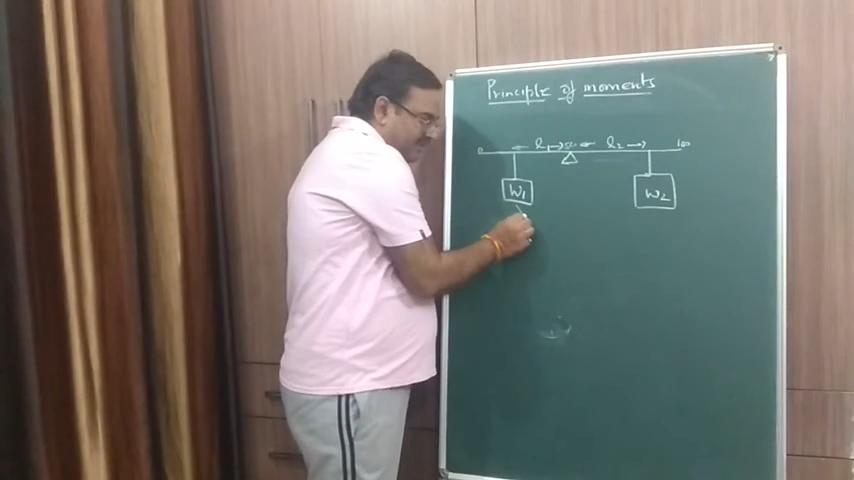 Principle of moments
0 ← l₁ → 50 ← l₂ → 100
W₁ W₂